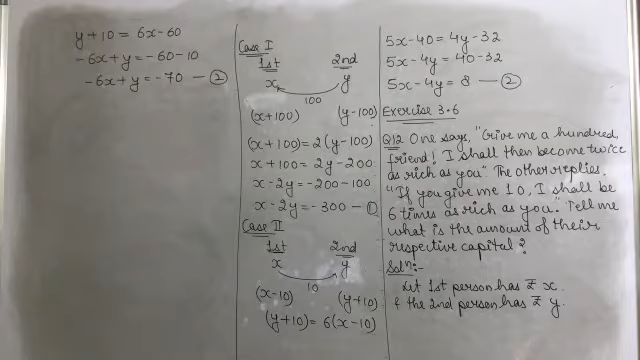 y+10 = 6x-60
-6x+y = -60-10
-6x+y = -70 — ②
Case I
1st 2nd
x y
100
(x+100) (y-100)
(x+100) = 2(y-100)
x+100 = 2y-200
x-2y = -200-100
x-2y = -300 — ①
Case II
1st 2nd
x y
10
(x-10) (y+10)
(y+10) = 6(x-10)
5x-40 = 4y-32
5x-4y = 40-32
5x-4y = 8 — ②
Exercise 3.6
Q12 One says, "Give me a hundred,
friend! I shall then become twice
as rich as you" The other replies.
"If you give me 10, I shall be
6 times as rich as you". Tell me
what is the amount of their
respective capital?
Solⁿ:-
Let 1st person has ₹ x
& the 2nd person has ₹ y.